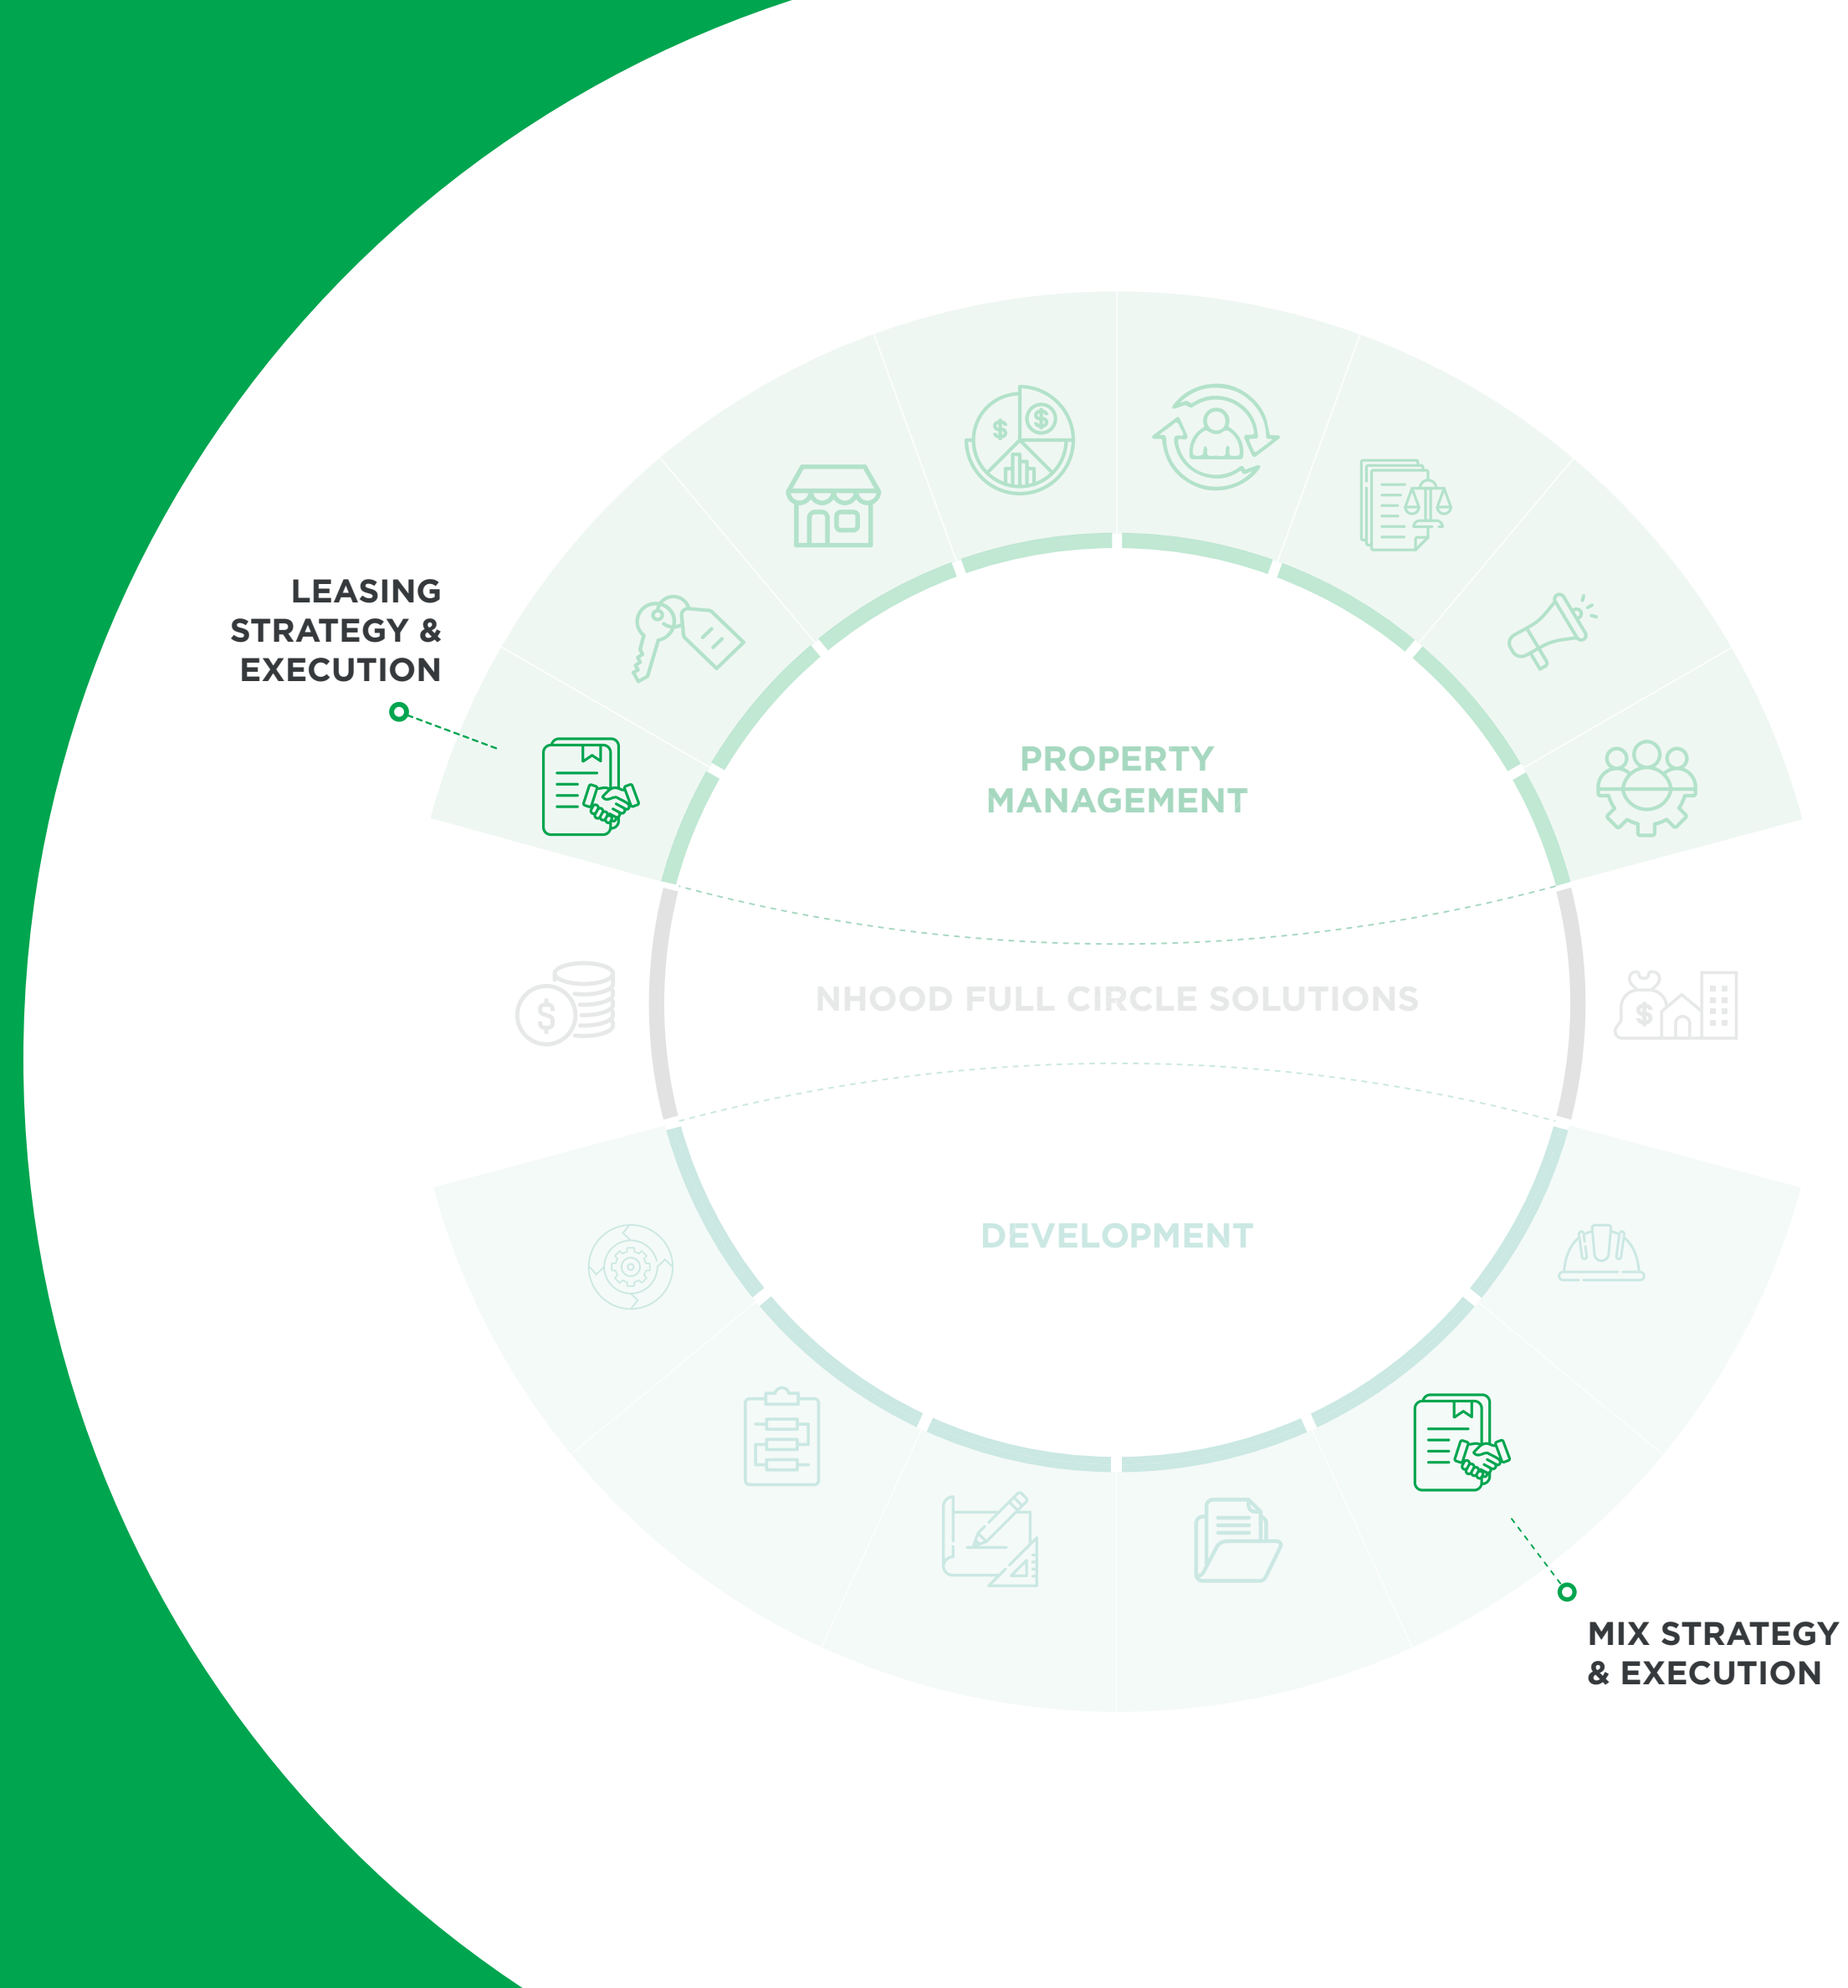 LEASING
STRATEGY &
EXECUTION
PROPERTY
MANAGEMENT
NHOOD FULL CIRCLE SOLUTIONS
DEVELOPMENT
MIX STRATEGY
& EXECUTION